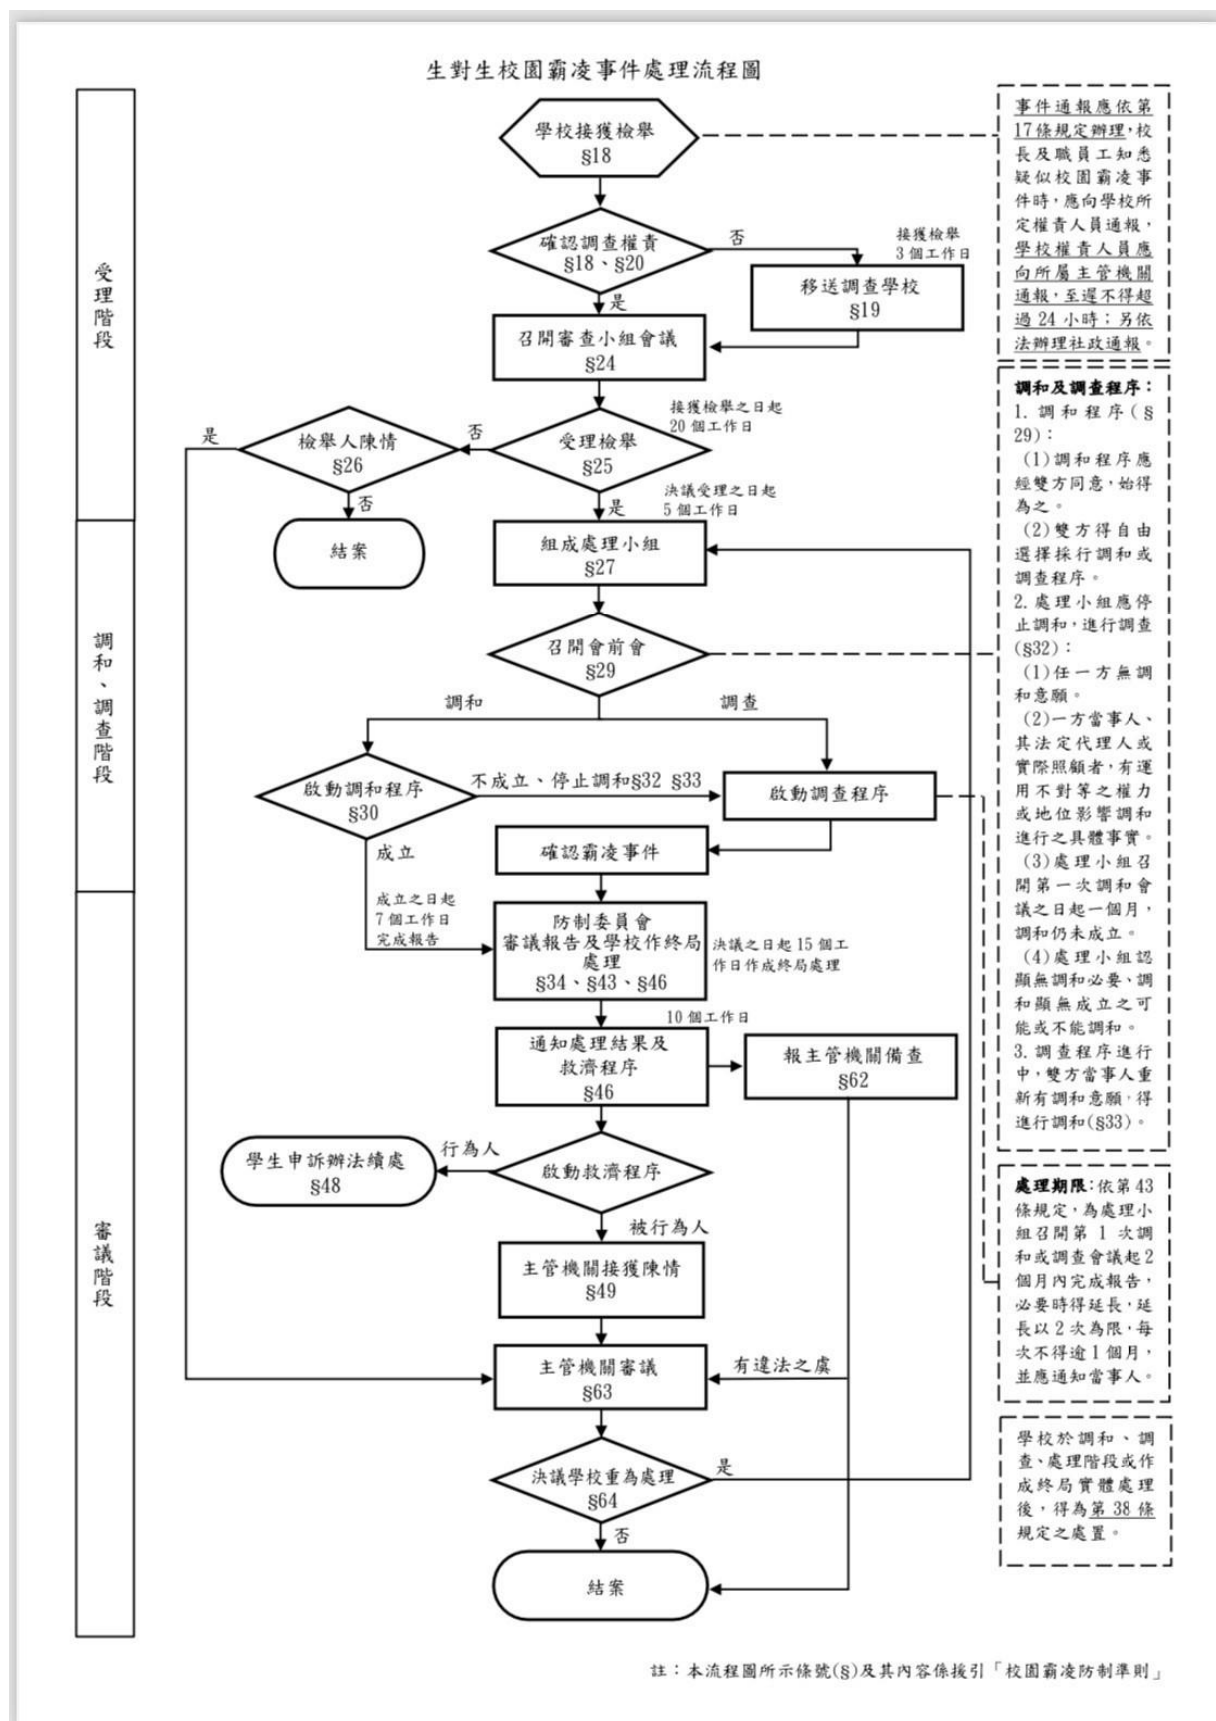 生對生校園霸凌事件處理流程圖
受理階段
學校接獲檢舉
§18
確認調查權責
§18、§20
否
接獲檢舉
3 個工作日
移送調查學校
§19
是
召開審查小組會議
§24
接獲檢舉之日起
20 個工作日
受理檢舉
§25
否
檢舉人陳情
§26
是
否
結案
決議受理之日起
5 個工作日
是
調和、調查階段
組成處理小組
§27
召開會前會
§29
調和
調查
啟動調和程序
§30
不成立、停止調和§32 §33
啟動調查程序
成立
確認霸凌事件
審議階段
成立之日起
7 個工作日
完成報告
防制委員會
審議報告及學校作終局
處理
§34、§43、§46
決議之日起 15 個工
作日作成終局處理
10 個工作日
通知處理結果及
救濟程序
§46
報主管機關備查
§62
啟動救濟程序
行為人
學生申訴辦法續處
§48
被行為人
主管機關接獲陳情
§49
主管機關審議
§63
有違法之虞
決議學校重為處理
§64
是
否
結案
事件通報應依第
17 條規定辦理，校
長及職員工知悉
疑似校園霸凌事
件時，應向學校所
定權責人員通報，
學校權責人員應
向所屬主管機關
通報，至遲不得超
過 24 小時；另依
法辦理社政通報。
調和及調查程序：
1. 調和程序(§
29)：
(1)調和程序應
經雙方同意，始得
為之。
(2)雙方得自由
選擇採行調和或
調查程序。
2. 處理小組應停
止調和，進行調查
(§32)：
(1)任一方無調
和意願。
(2)一方當事人、
其法定代理人或
實際照顧者，有運
用不對等之權力
或地位影響調和
進行之具體事實。
(3)處理小組召
開第一次調和會
議之日起一個月，
調和仍未成立。
(4)處理小組認
顯無調和必要、調
和顯無成立之可
能或不能調和。
3. 調查程序進行
中，雙方當事人重
新有調和意願，得
進行調和(§33)。
處理期限：依第 43
條規定，為處理小
組召開第 1 次調
和或調查會議起 2
個月內完成報告，
必要時得延長，延
長以 2 次為限，每
次不得逾 1 個月，
並應通知當事人。
學校於調和、調
查、處理階段或作
成終局實體處理
後，得為第 38 條
規定之處置。
註：本流程圖所示條號(§)及其內容係援引「校園霸凌防制準則」